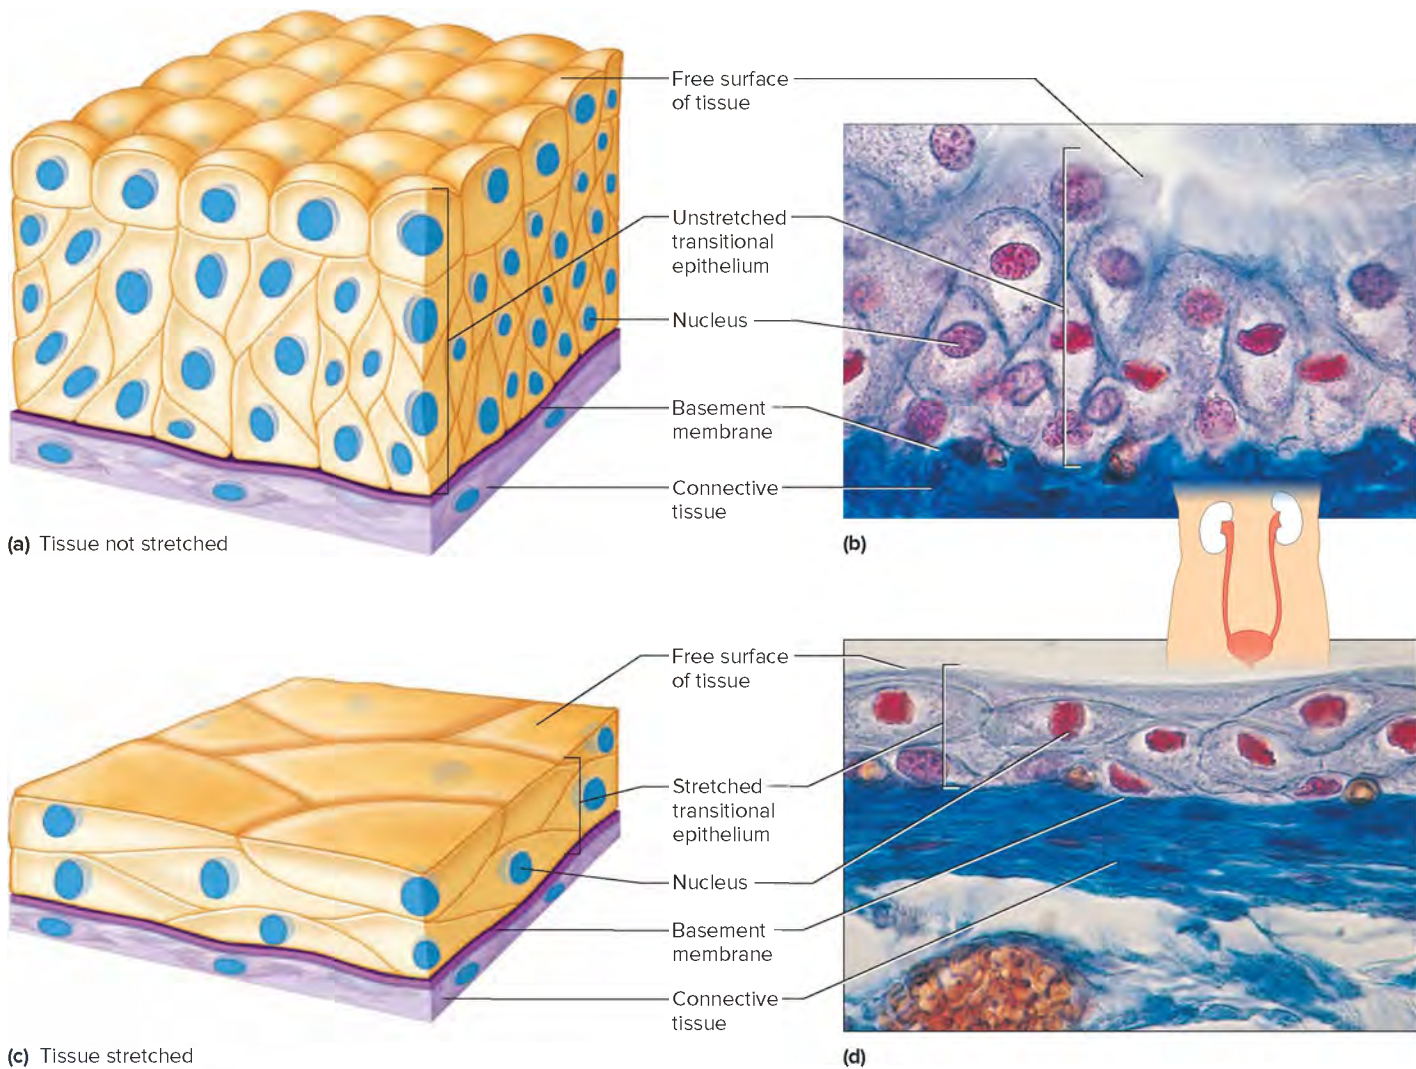 Free surface
of tissue
Unstretched
transitional
epithelium
Nucleus
Basement
membrane
Connective
tissue
(a) Tissue not stretched
(b)
Free surface
of tissue
Stretched
transitional
epithelium
Nucleus
Basement
membrane
Connective
tissue
(c) Tissue stretched
(d)